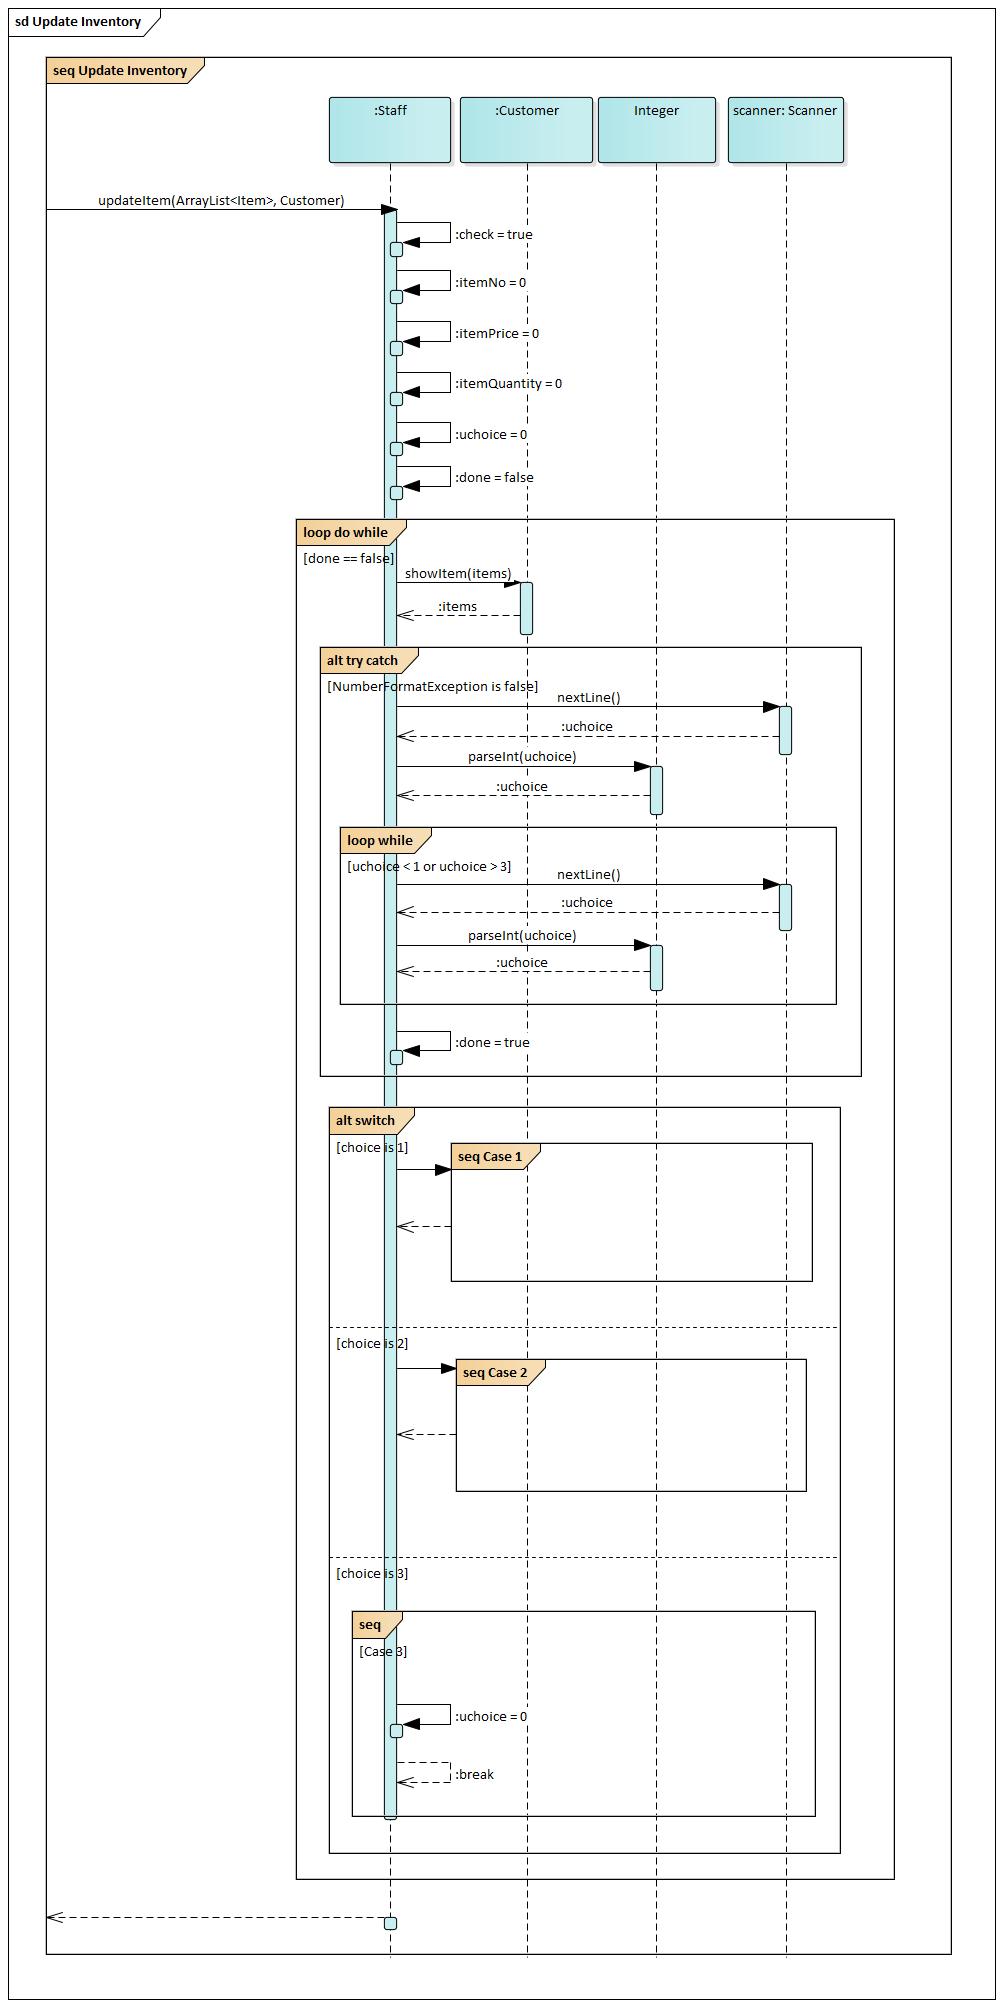 sd Update Inventory
seq Update Inventory
:Staff
:Customer
Integer
scanner: Scanner
updateItem(ArrayList<Item>, Customer)
:check = true
:itemNo = 0
:itemPrice = 0
:itemQuantity = 0
:uchoice = 0
:done = false
loop do while
[done == false]
showItem(items)
:items
alt try catch
[NumberFormatException is false]
nextLine()
:uchoice
parseInt(uchoice)
:uchoice
loop while
[uchoice < 1 or uchoice > 3]
nextLine()
:uchoice
parseInt(uchoice)
:uchoice
:done = true
alt switch
[choice is 1]
seq Case 1
[choice is 2]
seq Case 2
[choice is 3]
seq
[Case 3]
:uchoice = 0
:break